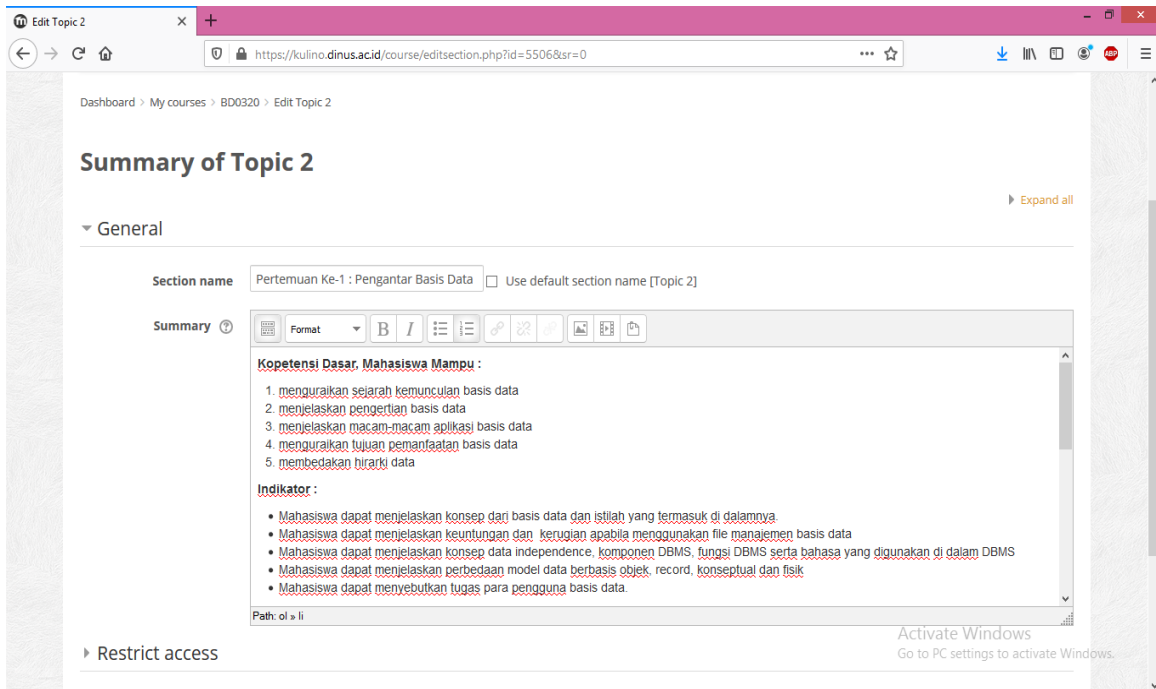 Edit Topic 2
https://kulino.dinus.ac.id/course/editsection.php?id=5506&sr=0
ABP
Dashboard > My courses > BD0320 > Edit Topic 2
Summary of Topic 2
Expand all
General
Section name Pertemuan Ke-1 : Pengantar Basis Data Use default section name [Topic 2]
Summary Format B I
Kopetensi Dasar, Mahasiswa Mampu :
1. menguraikan sejarah kemunculan basis data
2. menjelaskan pengertian basis data
3. menjelaskan macam-macam aplikasi basis data
4. menguraikan tujuan pemanfaatan basis data
5. membedakan hirarki data
Indikator :
• Mahasiswa dapat menjelaskan konsep dari basis data dan istilah yang termasuk di dalamnya.
• Mahasiswa dapat menjelaskan keuntungan dan kerugian apabila menggunakan file manajemen basis data
• Mahasiswa dapat menjelaskan konsep data independence, komponen DBMS, fungsi DBMS serta bahasa yang digunakan di dalam DBMS
• Mahasiswa dapat menjelaskan perbedaan model data berbasis objek, record, konseptual dan fisik
• Mahasiswa dapat menyebutkan tugas para pengguna basis data.
Path: ol » li
Activate Windows
Restrict access
Go to PC settings to activate Windows.